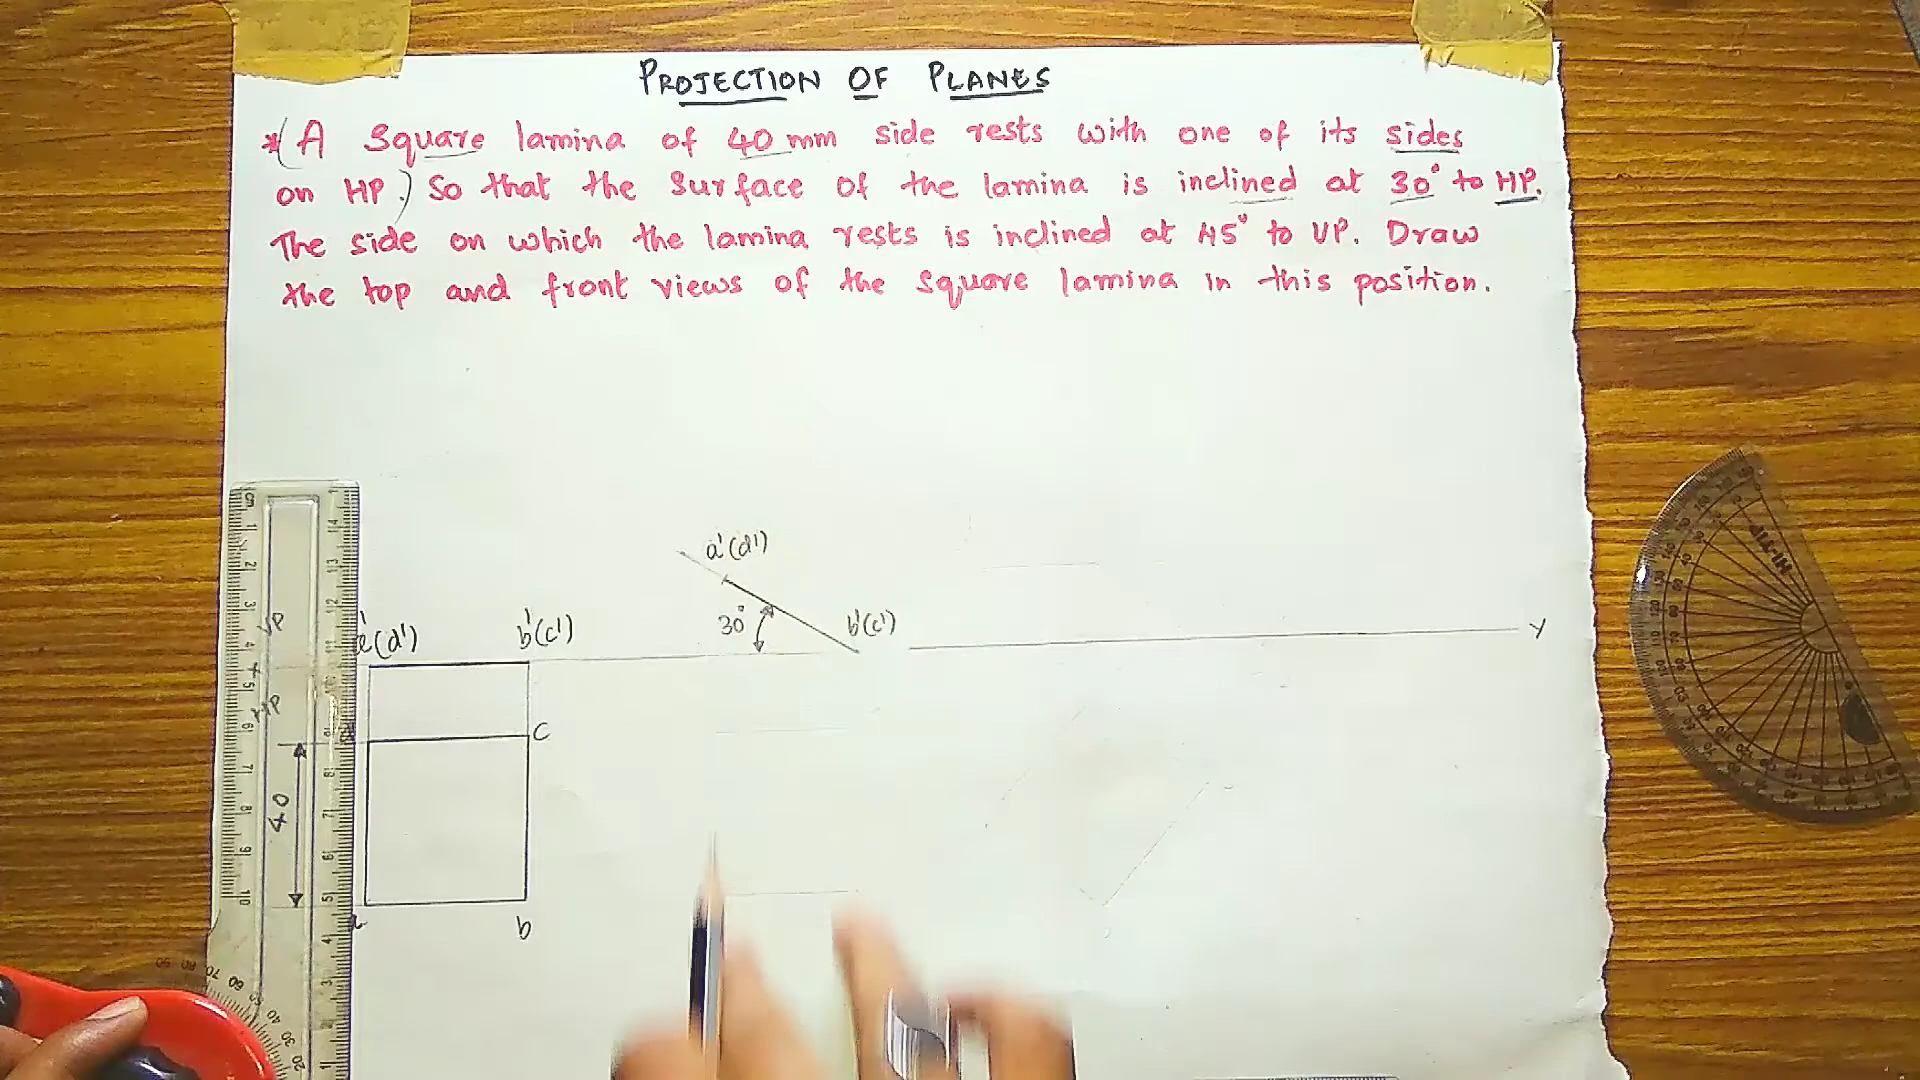 PROJECTION OF PLANES
*(A Square lamina of 40 mm side rests with one of its sides
on HP.) So that the Surface of the lamina is inclined at 30° to HP.
The side on which the lamina rests is inclined at 45° to VP. Draw
the top and front views of the square lamina in this position.
a'(d')
30°
b'(c')
a'(d')
b'(c')
VP
X
Y
HP
c
40
a
b